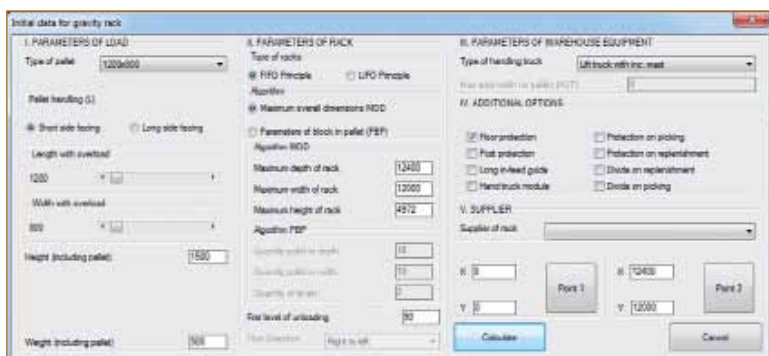 Initial data for gravity rack
I. PARAMETERS OF LOAD
Type of pallet
1200x800
Pallet handling (L)
Short side facing
Long side facing
Length with overload
1200
Width with overload
800
Height (including pallet)
1500
Weight (including pallet)
500
II. PARAMETERS OF RACK
Type of racks
FIFO Principle
LIFO Principle
Algorithm
Maximum overall dimensions MOD
Parameters of block in pallet (PBP)
Algorithm MOD
Maximum depth of rack
12400
Maximum width of rack
12000
Maximum height of rack
4972
Algorithm PBP
Quantity pallet in depth
10
Quantity pallet in width
10
Quantity of levels
First level of unloading
90
Flow Direction
Right to left
III. PARAMETERS OF WAREHOUSE EQUIPMENT
Type of handling truck
Lift truck with inc. mast
IV. ADDITIONAL OPTIONS
Floor protection
Protection on picking
Post protection
Protection on replenishment
Long in-feed guide
Divide on replenishment
Hand truck module
Divide on picking
V. SUPPLIER
Supplier of rack
X 0
Y 0
Point 1
X 12400
Y 12000
Point 2
Calculate
Cancel